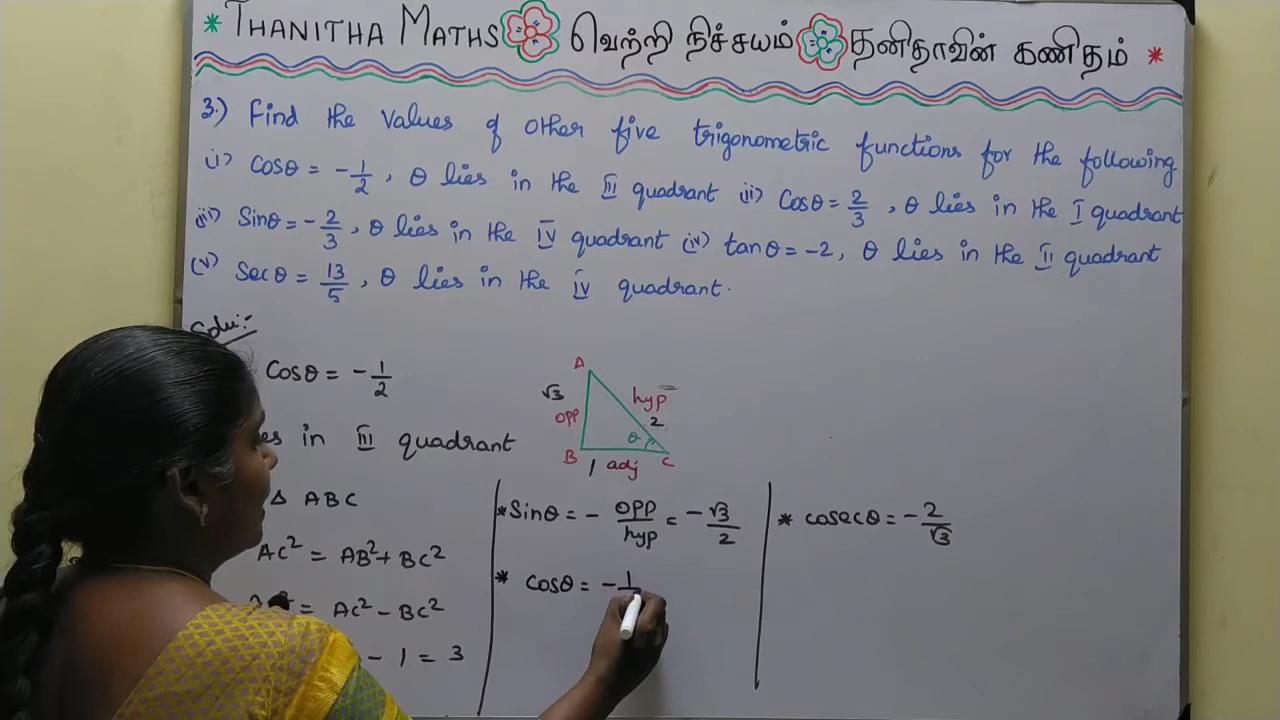 * THANITHA MATHS வெற்றி நிச்சயம் தனிதாவின் கணிதம் *
3.) Find the values of other five trigonometric functions for the following
i) Cosθ = -1/2, θ lies in the III quadrant ii) Cosθ = 2/3, θ lies in the I quadrant
iii) Sinθ = -2/3, θ lies in the IV quadrant (iv) tanθ = -2, θ lies in the II quadrant
(v) Secθ = 13/5, θ lies in the IV quadrant.
Solu:-
Cosθ = -1/2
in III quadrant
Δ ABC
AC² = AB² + BC²
= AC² - BC²
- 1 = 3
A
√3
hyp
opp
2
θ
B
1 adj
C
* Sinθ = - opp/hyp = - √3/2
* cosθ = - 1/
* cosecθ = - 2/√3